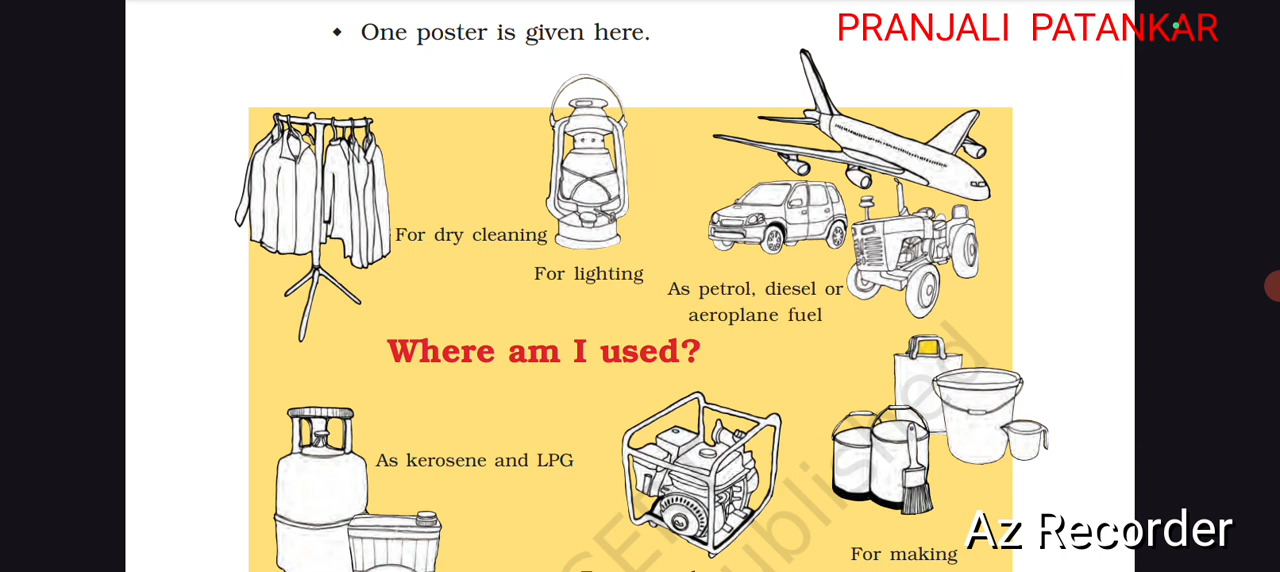 One poster is given here.
PRANJALI PATANKAR
For dry cleaning
For lighting
As petrol, diesel or
aeroplane fuel
Where am I used?
As kerosene and LPG
For making
Az Recorder